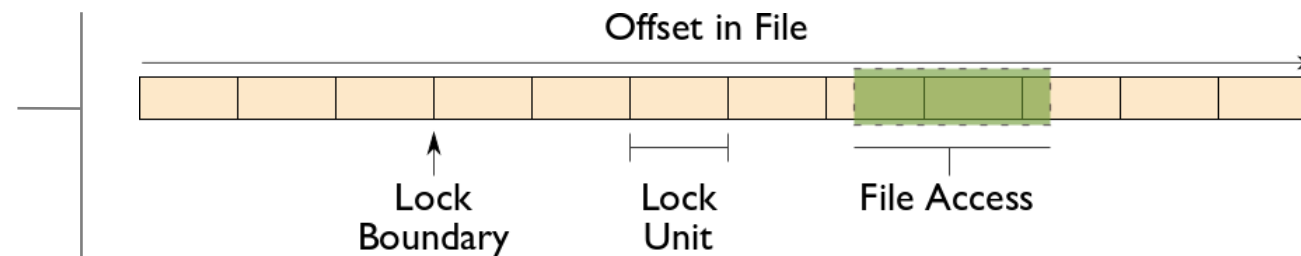 Offset in File
Lock
Boundary
Lock
Unit
File Access